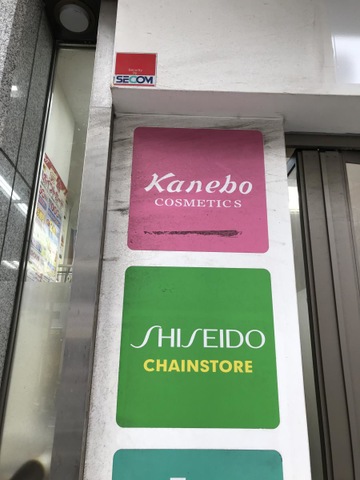 SECOM
Kanebo
COSMETICS
SHISEIDO
CHAINSTORE